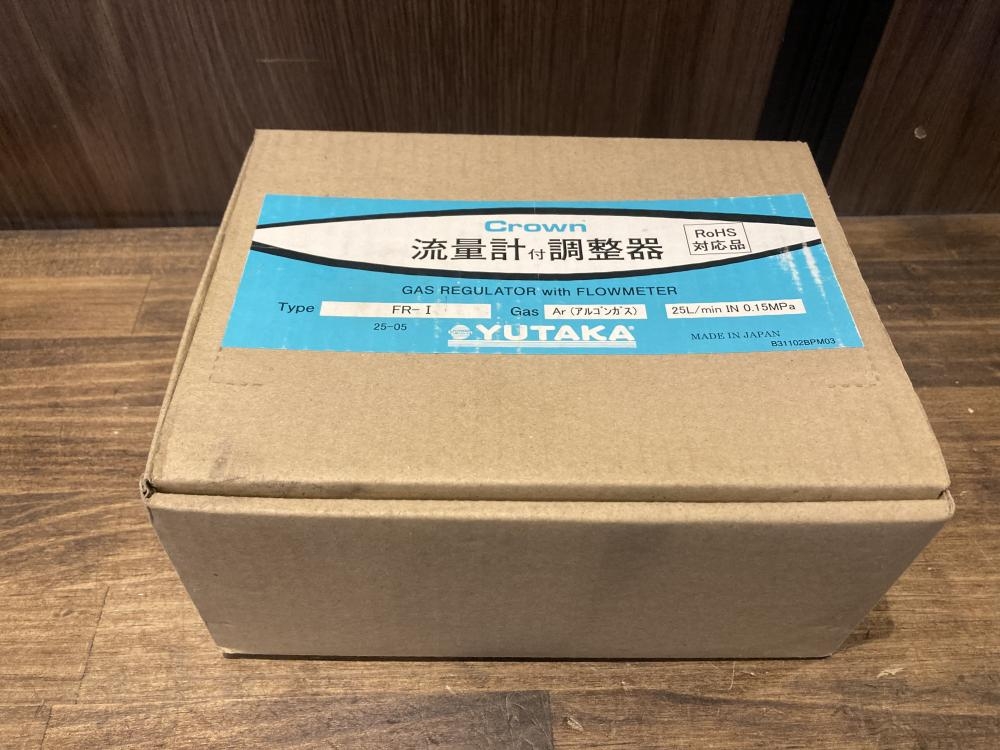 Crown
流量計付調整器
RoHS
対応品
GAS REGULATOR with FLOWMETER
Type FR-I Gas Ar (アルゴンガス) 25L/min IN 0.15MPa
25-05
YUTAKA
MADE IN JAPAN
B31102BPM03